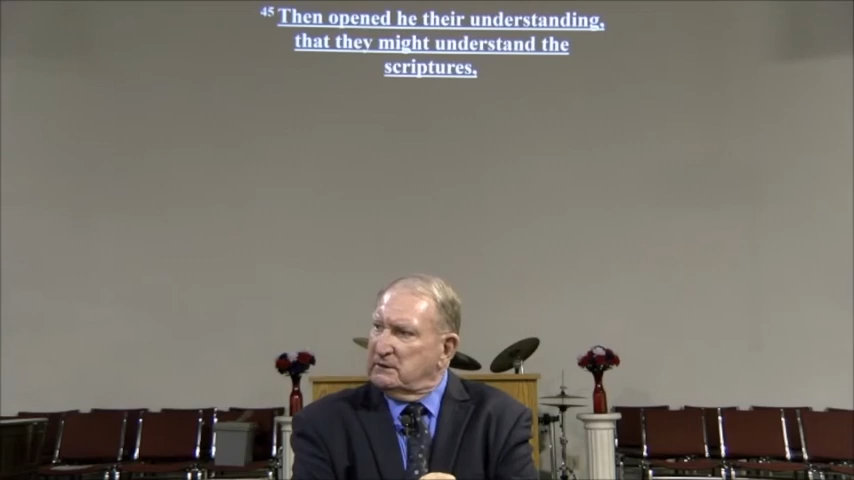 45 Then opened he their understanding,
that they might understand the
scriptures,